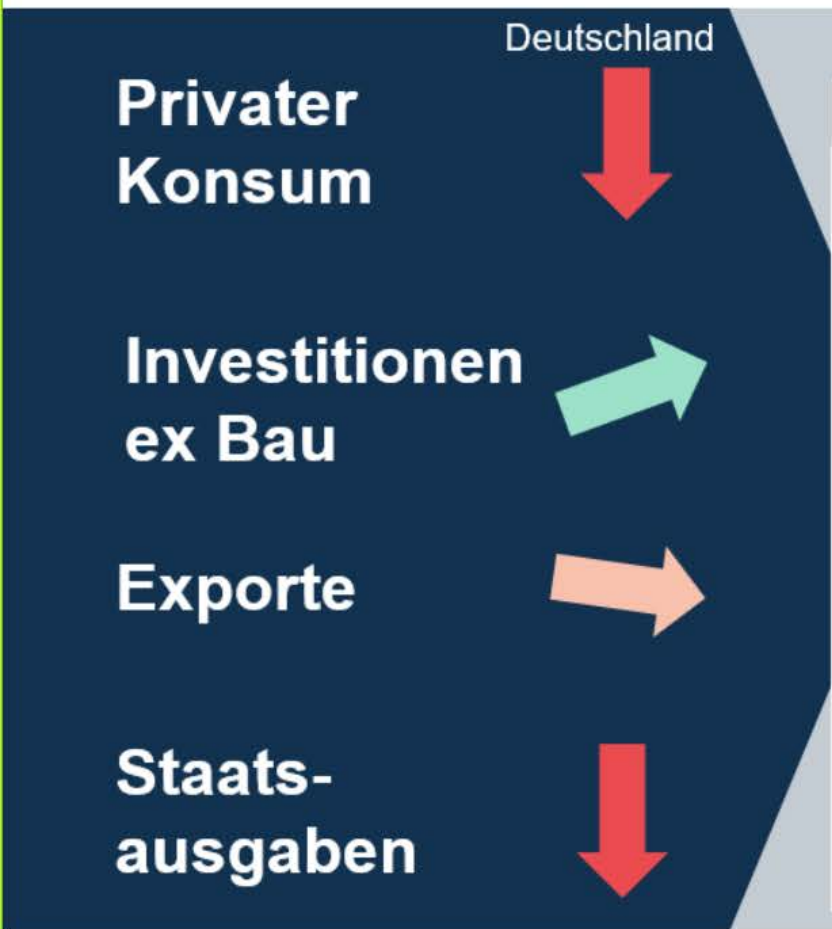 Deutschland
Privater
Konsum
Investitionen
ex Bau
Exporte
Staats-
ausgaben